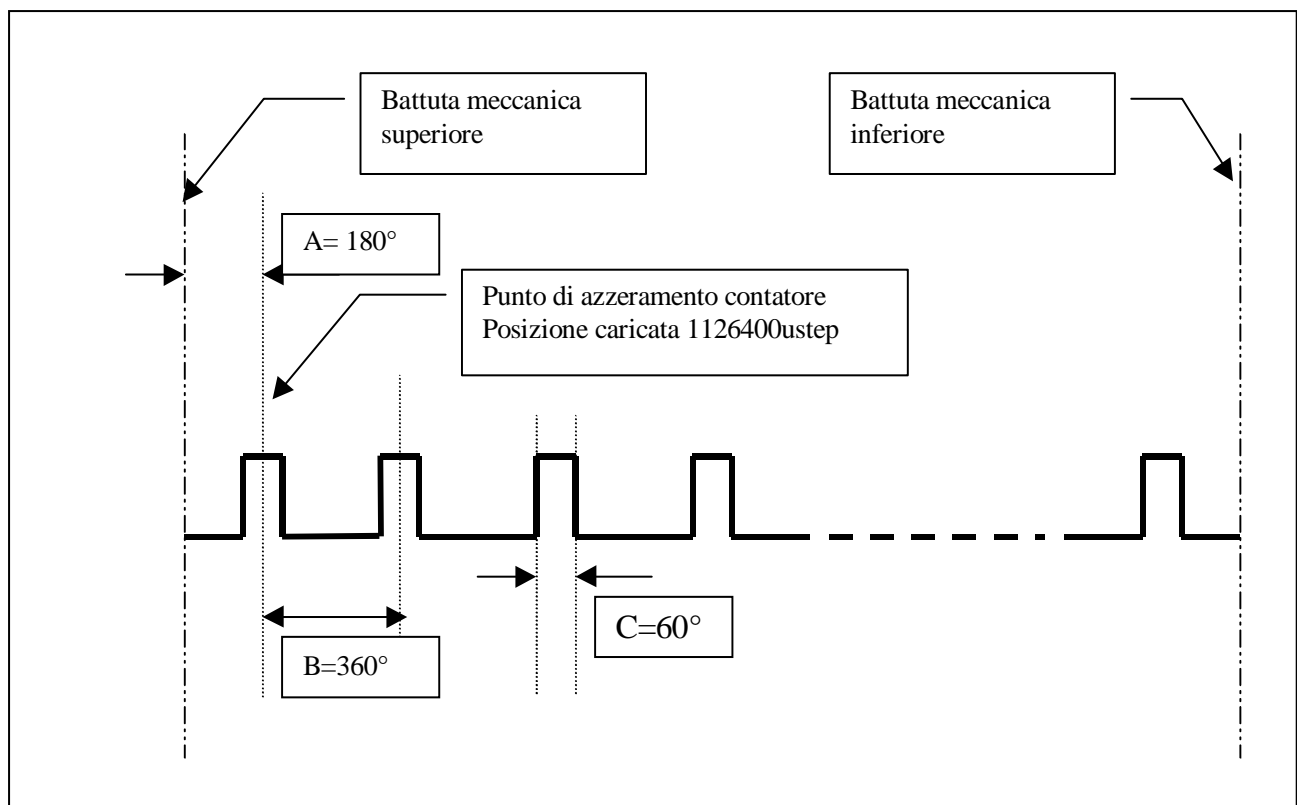 Battuta meccanica
superiore
Battuta meccanica
inferiore
A= 180°
Punto di azzeramento contatore
Posizione caricata 1126400ustep
C=60°
B=360°